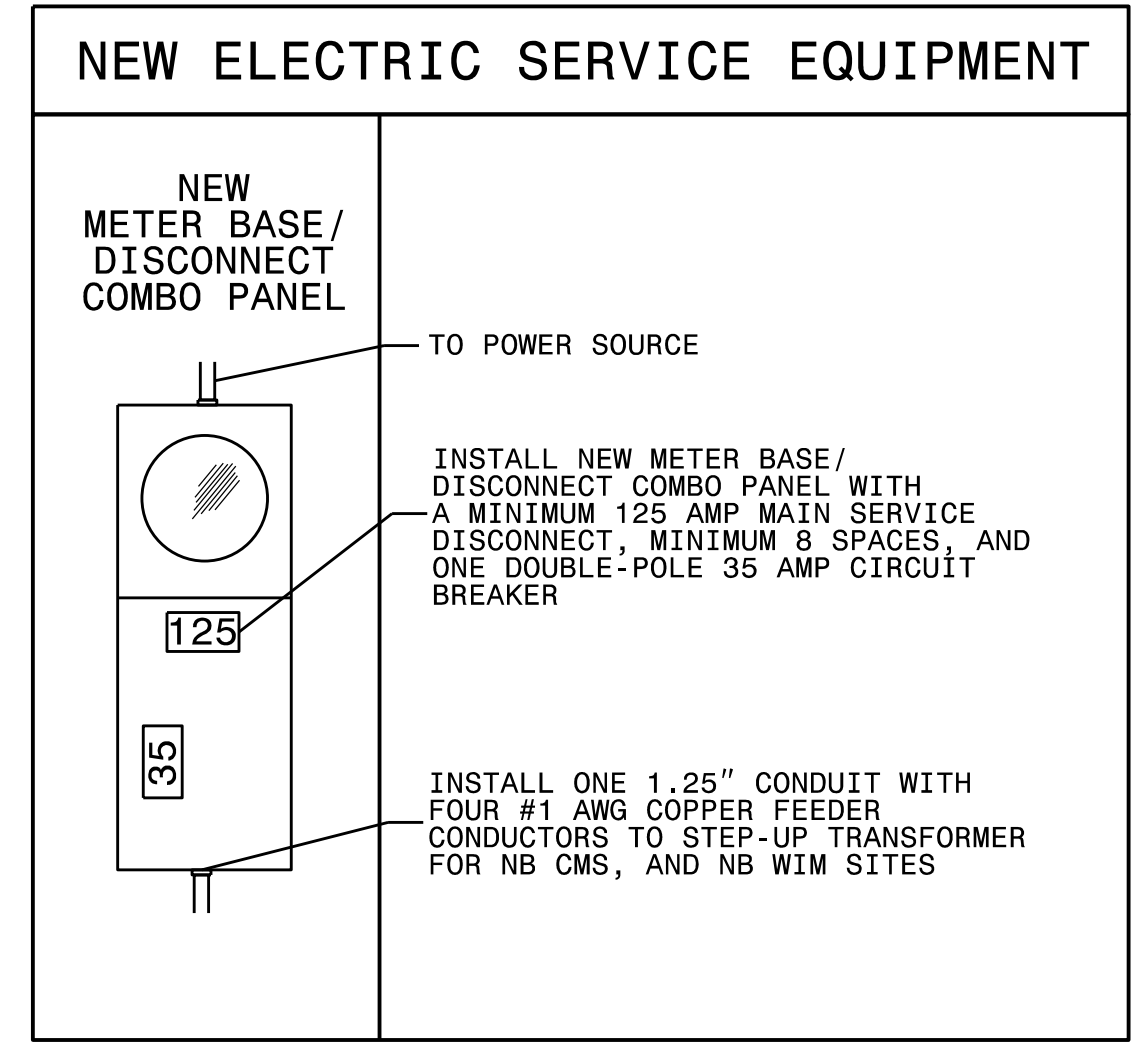 NEW ELECTRIC SERVICE EQUIPMENT
NEW
METER BASE/
DISCONNECT
COMBO PANEL
TO POWER SOURCE
INSTALL NEW METER BASE/
DISCONNECT COMBO PANEL WITH
A MINIMUM 125 AMP MAIN SERVICE
DISCONNECT, MINIMUM 8 SPACES, AND
ONE DOUBLE-POLE 35 AMP CIRCUIT
BREAKER
125
35
INSTALL ONE 1.25" CONDUIT WITH
FOUR #1 AWG COPPER FEEDER
CONDUCTORS TO STEP-UP TRANSFORMER
FOR NB CMS, AND NB WIM SITES